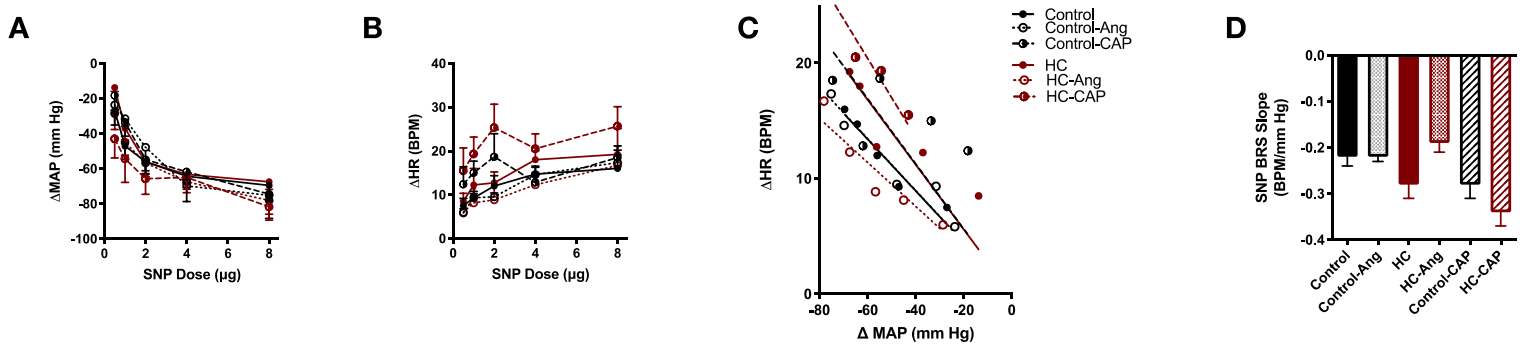 A
0
-20
-40
-60
-80
-100
ΔMAP (mm Hg)
0 2 4 6 8
SNP Dose (µg)
B
40
30
20
10
0
ΔHR (BPM)
0 2 4 6 8
SNP Dose (µg)
C
20
10
ΔHR (BPM)
-80 -60 -40 -20 0
Δ MAP (mm Hg)
Control
Control-Ang
Control-CAP
HC
HC-Ang
HC-CAP
D
0.0
-0.1
-0.2
-0.3
-0.4
SNP BRS Slope
(BPM/mm Hg)
Control
Control-Ang
HC
HC-Ang
Control-CAP
HC-CAP